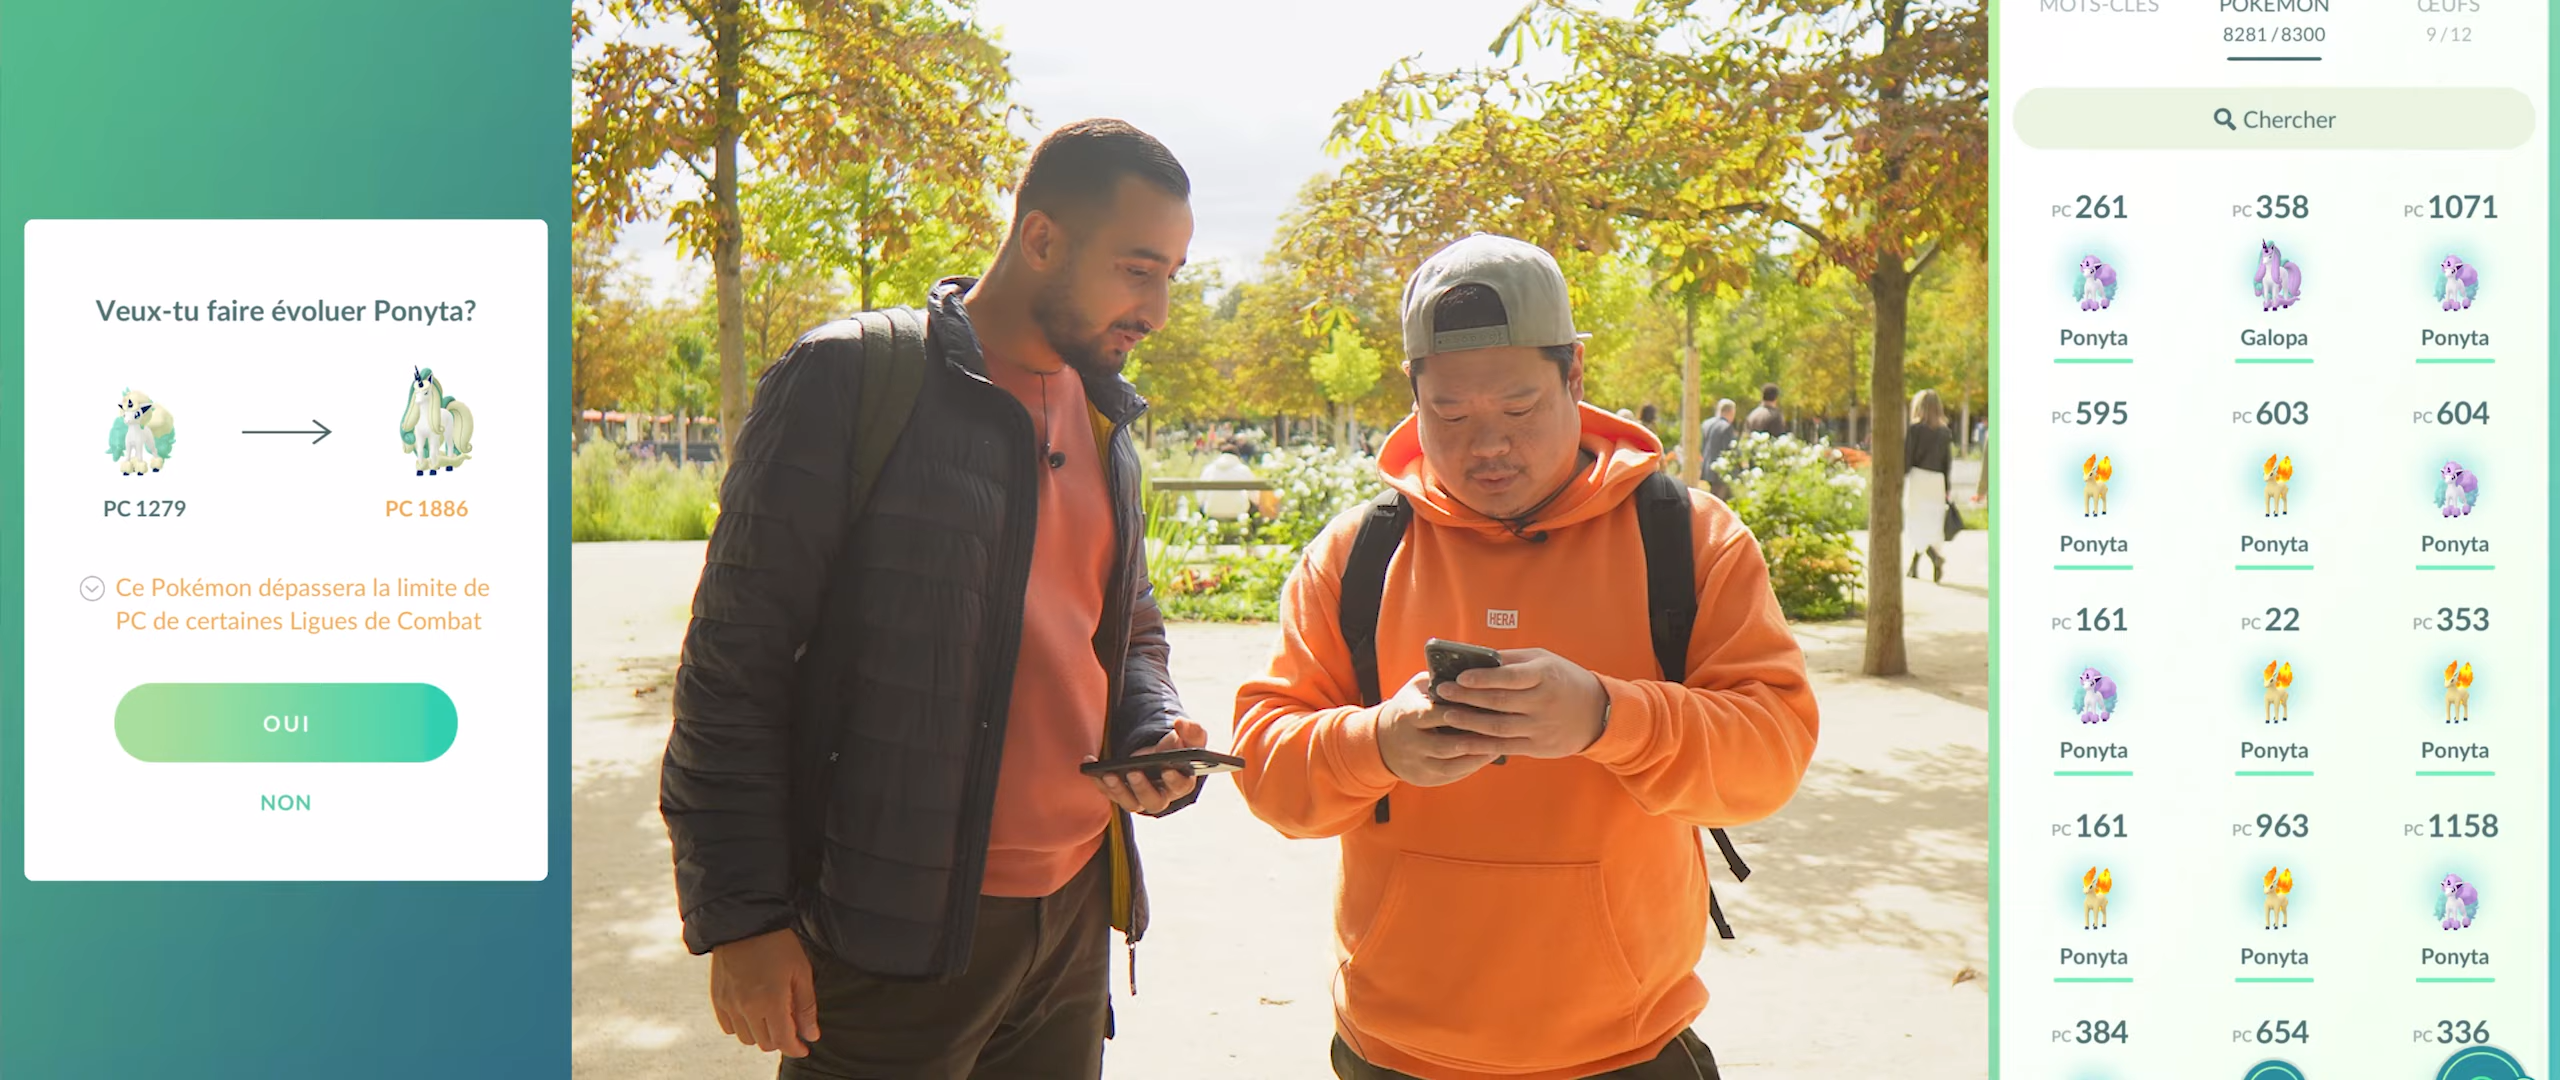 Veux-tu faire évoluer Ponyta?
PC 1279
PC 1886
Ce Pokémon dépassera la limite de
PC de certaines Ligues de Combat
OUI
NON
HERA
MOTS-CLÉS POKÉMON ŒUFS
8281/8300 9/12
Chercher
PC 261 PC 358 PC 1071
Ponyta Galopa Ponyta
PC 595 PC 603 PC 604
Ponyta Ponyta Ponyta
PC 161 PC 22 PC 353
Ponyta Ponyta Ponyta
PC 161 PC 963 PC 1158
Ponyta Ponyta Ponyta
PC 384 PC 654 PC 336